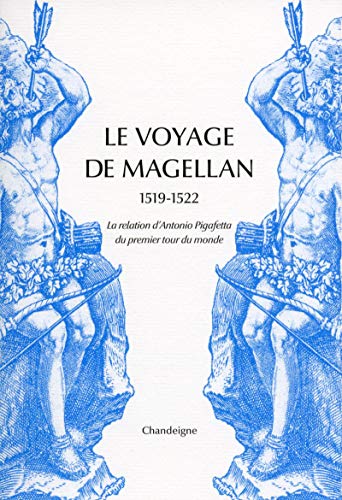 LE VOYAGE
DE MAGELLAN
1519-1522
La relation d'Antonio Pigafetta
du premier tour du monde
Chandeigne